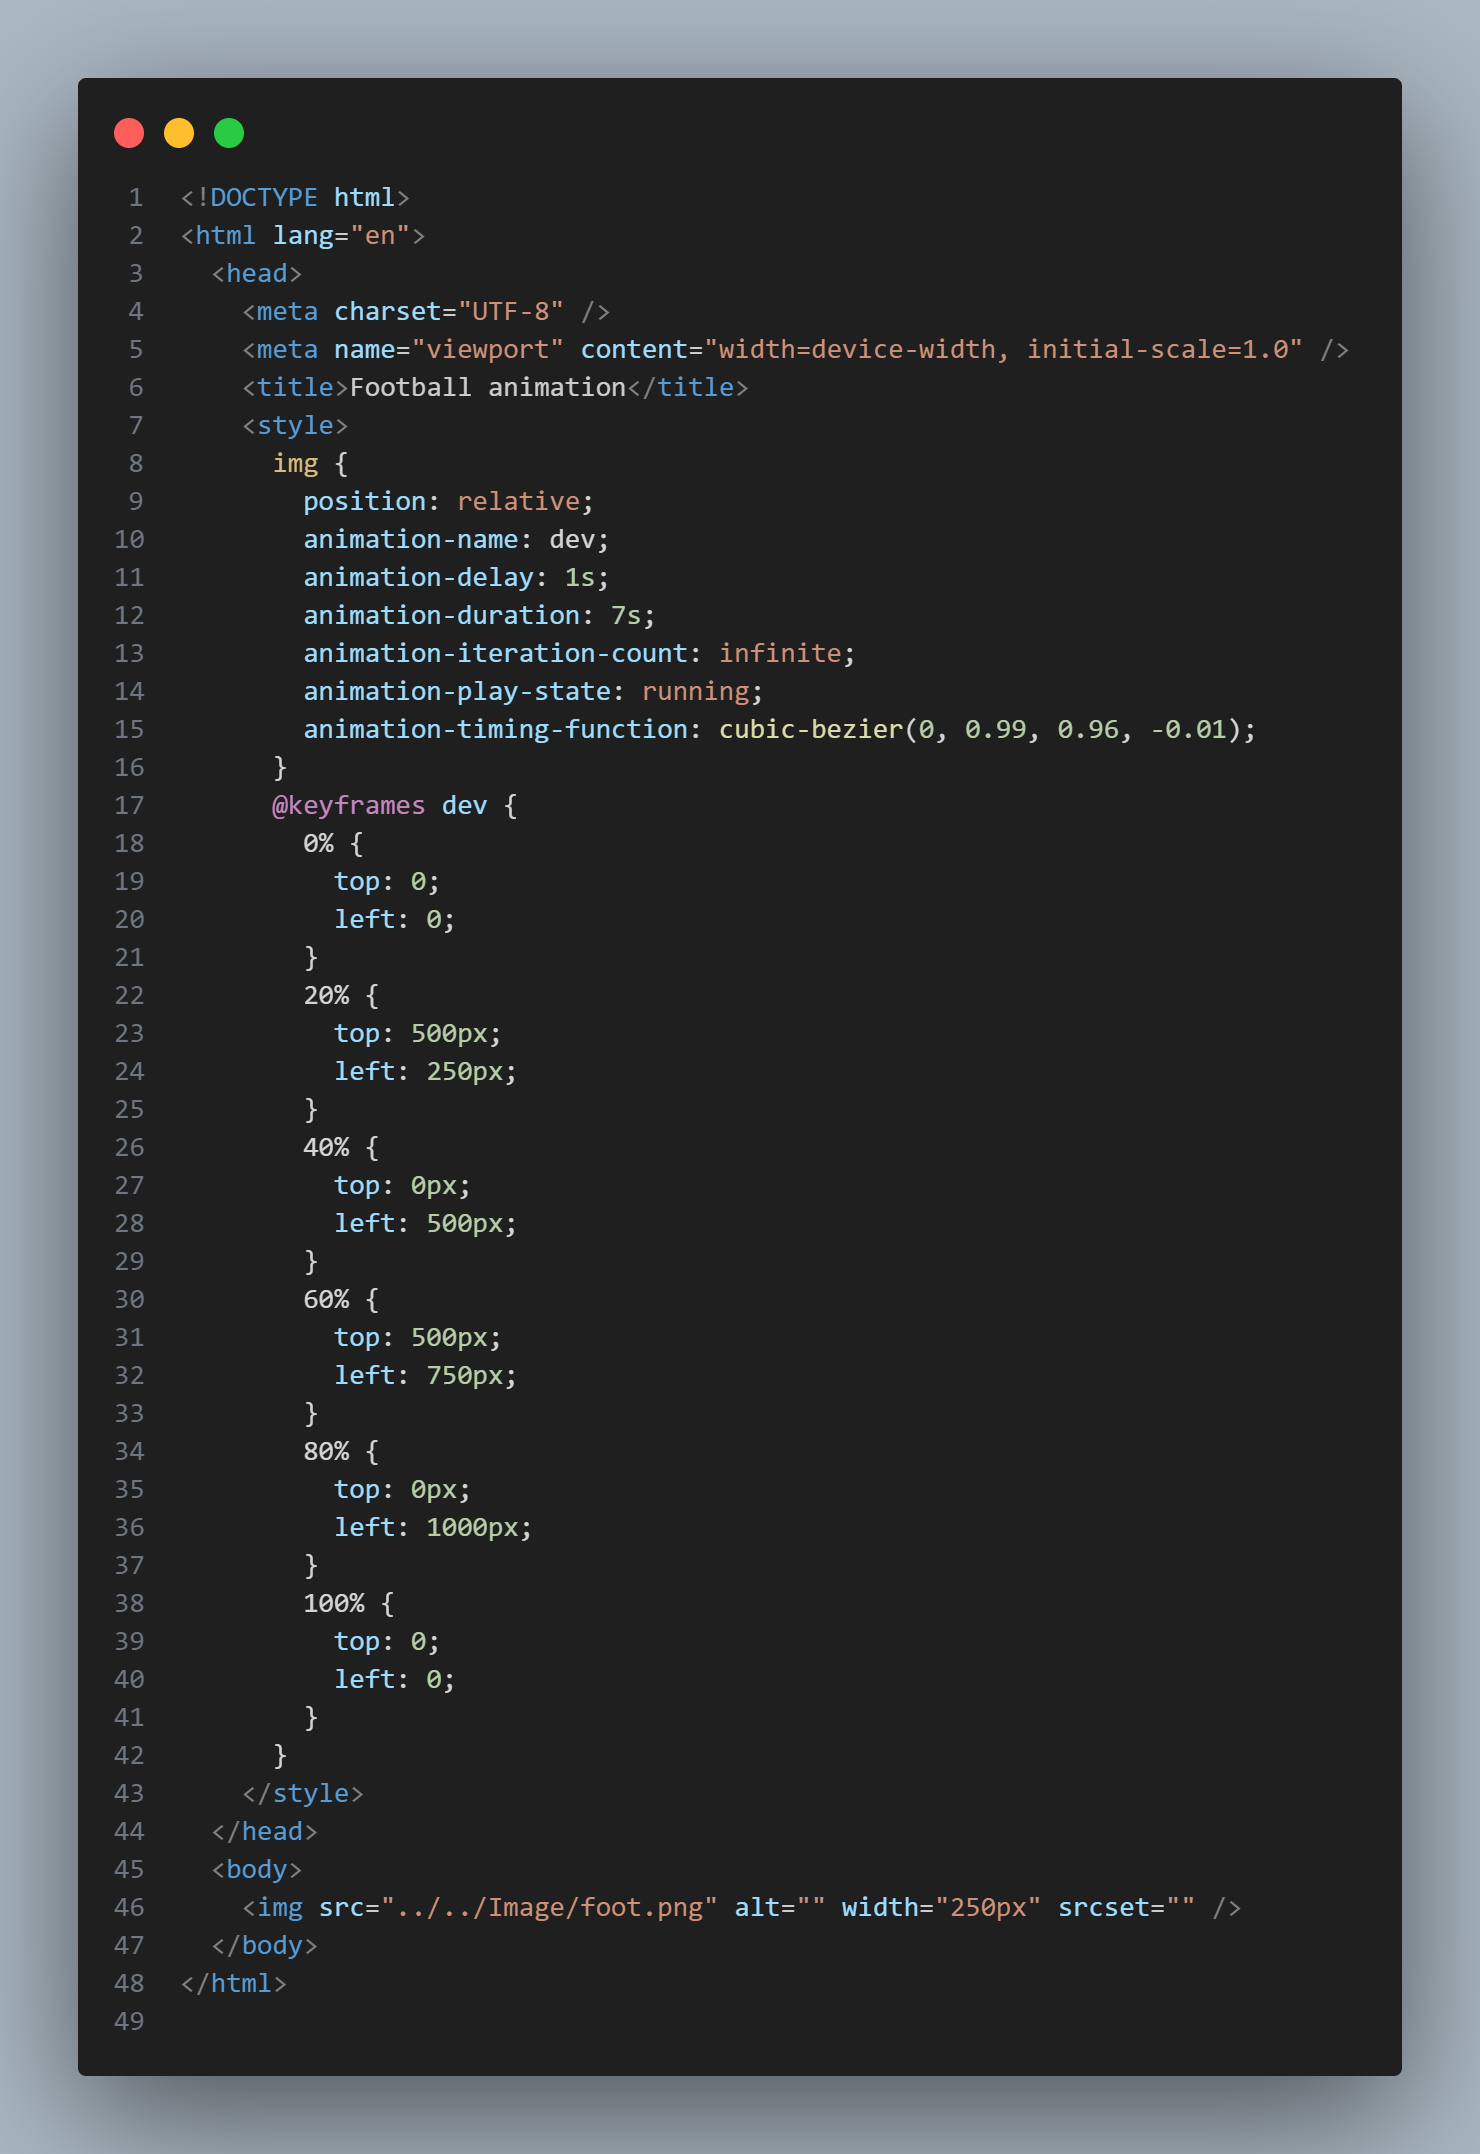 1 <!DOCTYPE html>
2 <html lang="en">
3   <head>
4     <meta charset="UTF-8" />
5     <meta name="viewport" content="width=device-width, initial-scale=1.0" />
6     <title>Football animation</title>
7     <style>
8       img {
9         position: relative;
10         animation-name: dev;
11         animation-delay: 1s;
12         animation-duration: 7s;
13         animation-iteration-count: infinite;
14         animation-play-state: running;
15         animation-timing-function: cubic-bezier(0, 0.99, 0.96, -0.01);
16       }
17       @keyframes dev {
18         0% {
19           top: 0;
20           left: 0;
21         }
22         20% {
23           top: 500px;
24           left: 250px;
25         }
26         40% {
27           top: 0px;
28           left: 500px;
29         }
30         60% {
31           top: 500px;
32           left: 750px;
33         }
34         80% {
35           top: 0px;
36           left: 1000px;
37         }
38         100% {
39           top: 0;
40           left: 0;
41         }
42       }
43     </style>
44   </head>
45   <body>
46     <img src="../../Image/foot.png" alt="" width="250px" srcset="" />
47   </body>
48 </html>
49